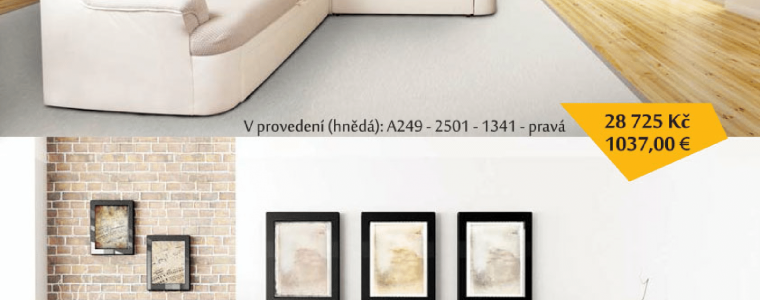 V provedení (hnědá): A249 - 2501 - 1341 - pravá
28 725 Kč
1037,00 €